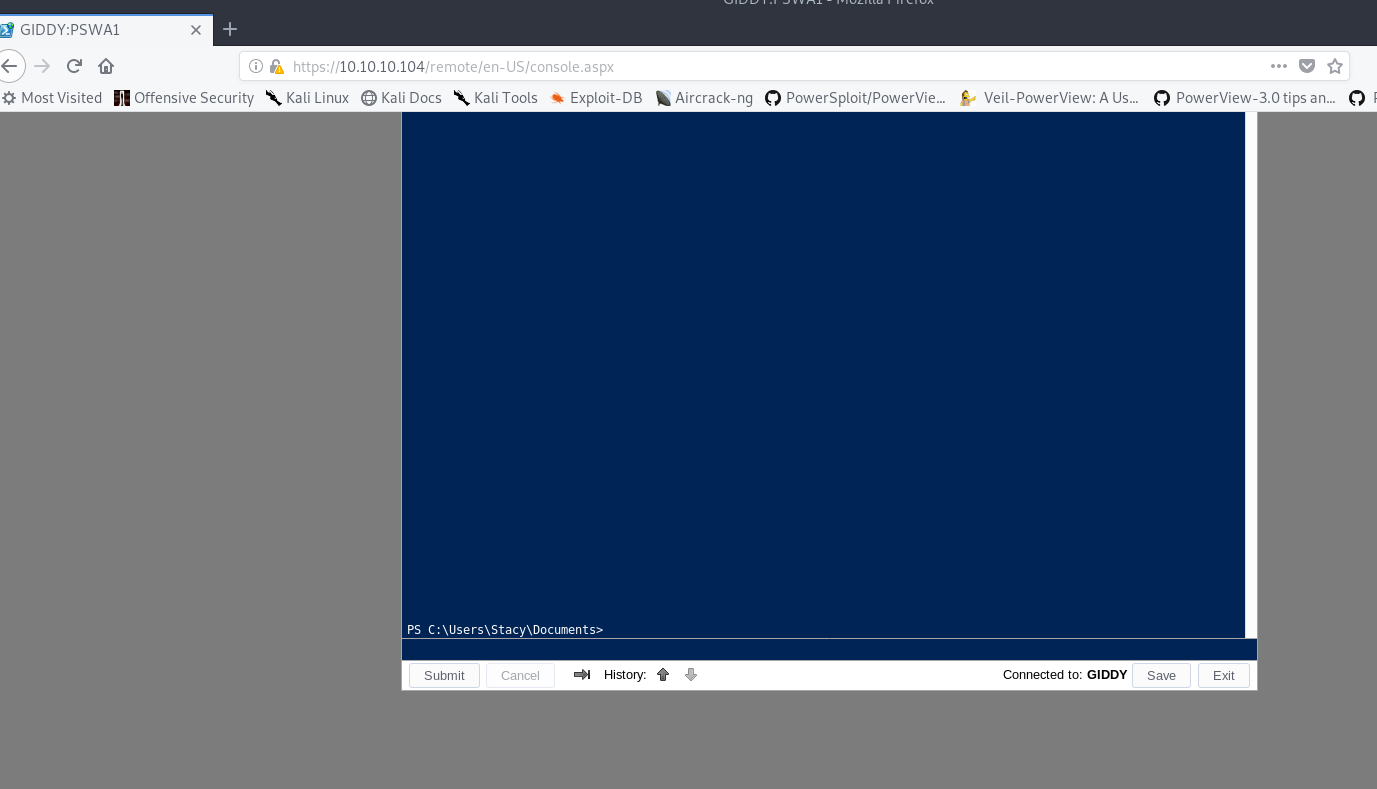 GIDDY:PSWA1 - Mozilla Firefox
GIDDY:PSWA1
https://10.10.10.104/remote/en-US/console.aspx
Most Visited Offensive Security Kali Linux Kali Docs Kali Tools Exploit-DB Aircrack-ng PowerSploit/PowerVie... Veil-PowerView: A Us... PowerView-3.0 tips an...
PS C:\Users\Stacy\Documents>
Submit Cancel History: Connected to: GIDDY Save Exit